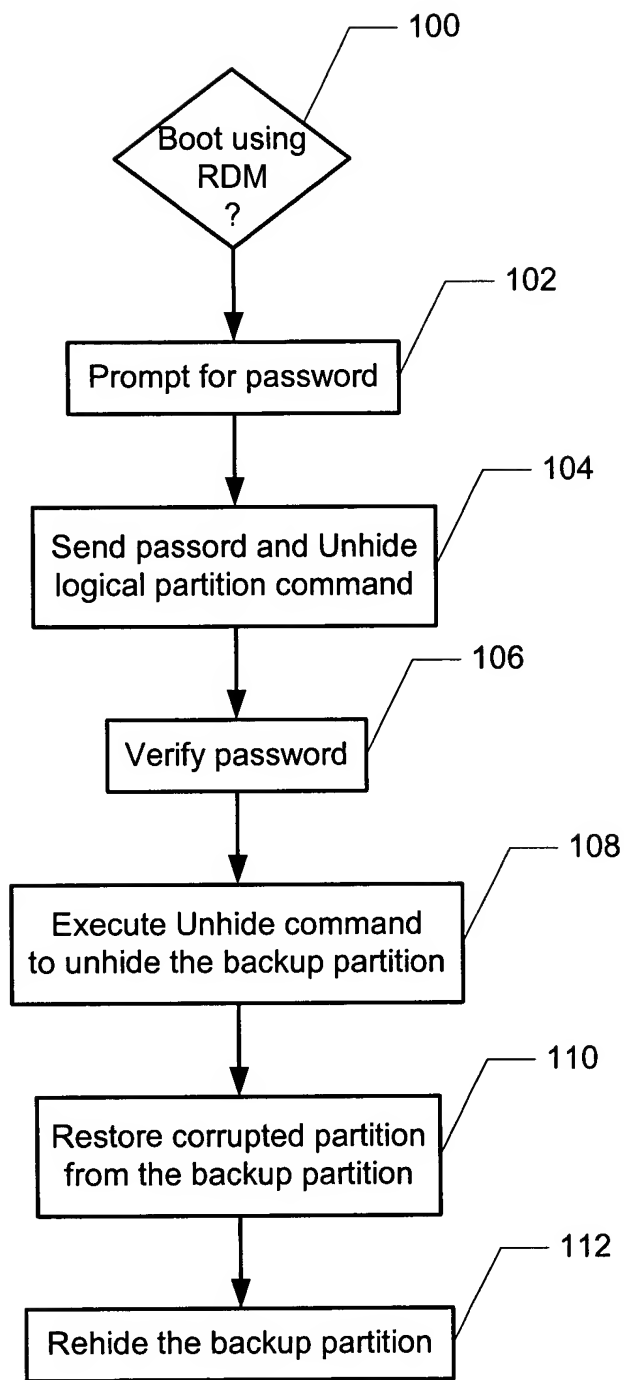 100
Boot using
RDM
?
102
Prompt for password
104
Send passord and Unhide
logical partition command
106
Verify password
108
Execute Unhide command
to unhide the backup partition
110
Restore corrupted partition
from the backup partition
112
Rehide the backup partition